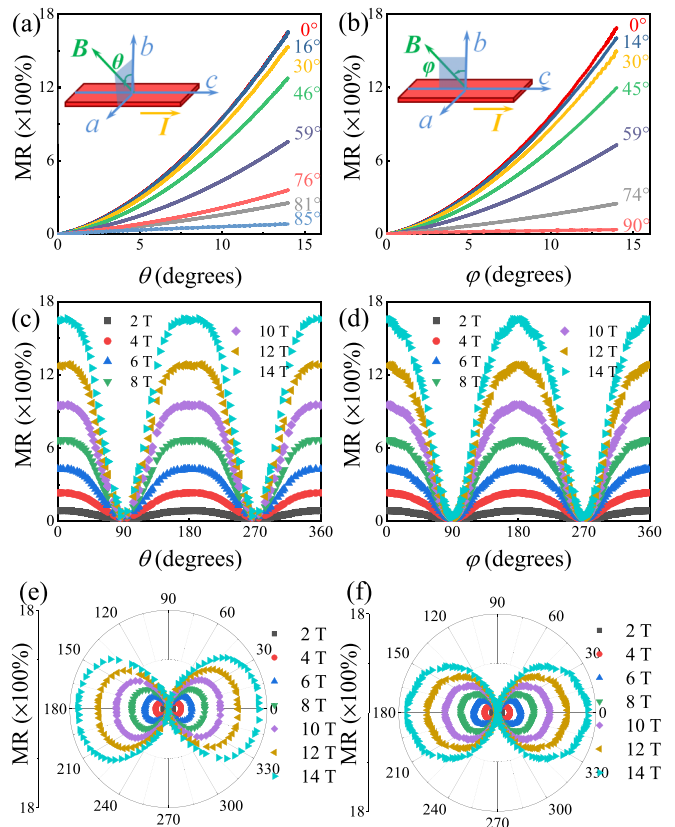 (a)
18
12
6
0
MR (×100%)
B
θ
b
c
a
I
0°
16°
30°
46°
59°
76°
81°
85°
0
5
10
15
θ (degrees)
(b)
18
12
6
0
MR (×100%)
B
φ
b
c
a
I
0°
14°
30°
45°
59°
74°
90°
0
5
10
15
φ (degrees)
(c)
18
12
6
0
MR (×100%)
2 T
4 T
6 T
8 T
10 T
12 T
14 T
0
90
180
270
360
θ (degrees)
(d)
18
12
6
0
MR (×100%)
2 T
4 T
6 T
8 T
10 T
12 T
14 T
0
90
180
270
360
φ (degrees)
(e)
18
18
MR (×100%)
90
60
30
0
330
300
270
240
210
180
150
120
2 T
4 T
6 T
8 T
10 T
12 T
14 T
(f)
18
18
MR (×100%)
90
60
30
0
330
300
270
240
210
180
150
120
2 T
4 T
6 T
8 T
10 T
12 T
14 T